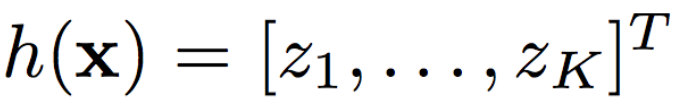 h(𝐱) = [z₁, . . . , z_K]ᵀ